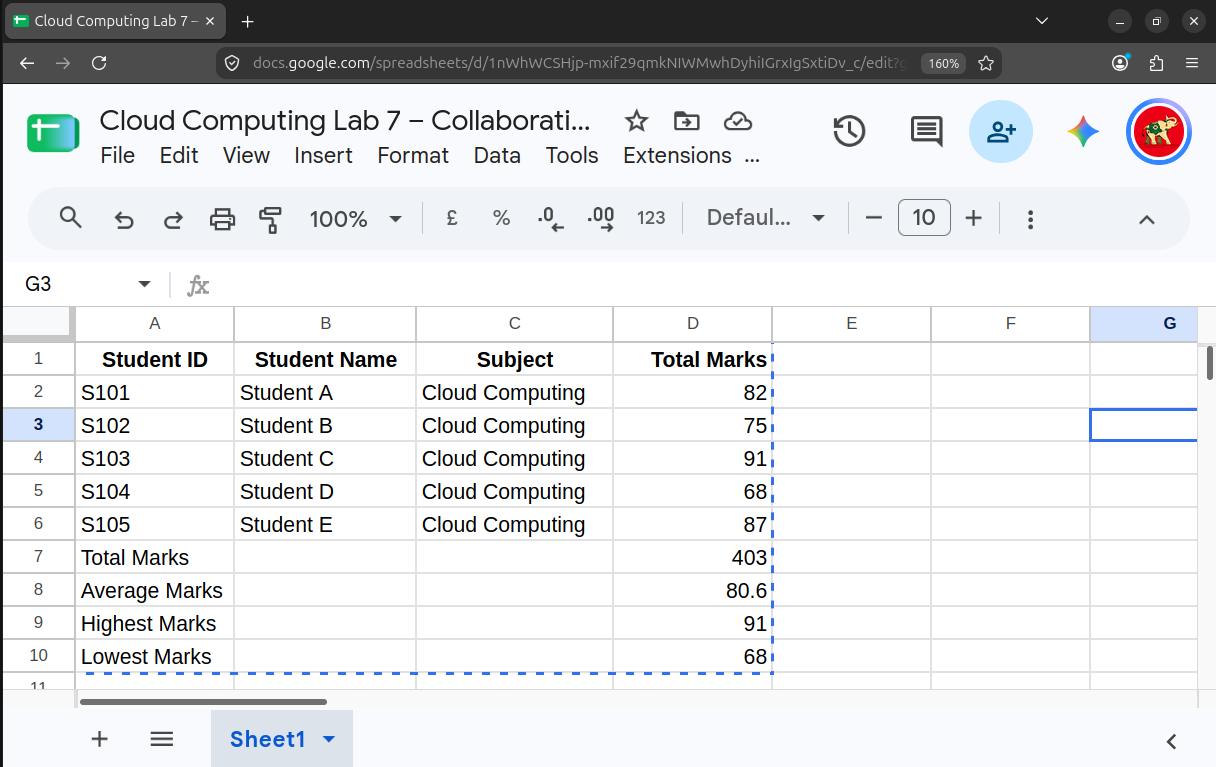 Cloud Computing Lab 7 –
docs.google.com/spreadsheets/d/1nWhWCSHjp-mxif29qmkNIWMwhDyhiIGrxIgSxtiDv_c/edit?g
160%
Cloud Computing Lab 7 – Collaborati...
File Edit View Insert Format Data Tools Extensions ...
100% £ % .0 .00 123 Defaul... 10
G3 fx
A B C D E F G
1 Student ID Student Name Subject Total Marks
2 S101 Student A Cloud Computing 82
3 S102 Student B Cloud Computing 75
4 S103 Student C Cloud Computing 91
5 S104 Student D Cloud Computing 68
6 S105 Student E Cloud Computing 87
7 Total Marks 403
8 Average Marks 80.6
9 Highest Marks 91
10 Lowest Marks 68
11
Sheet1